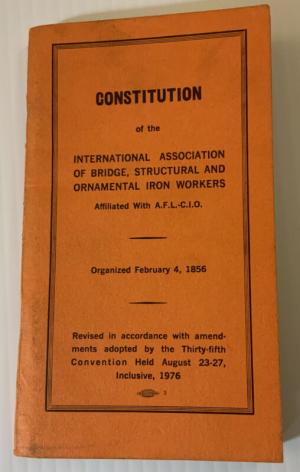 CONSTITUTION
of the
INTERNATIONAL ASSOCIATION
OF BRIDGE, STRUCTURAL AND
ORNAMENTAL IRON WORKERS
Affiliated With A.F.L.-C.I.O.
Organized February 4, 1856
Revised in accordance with amend-
ments adopted by the Thirty-fifth
Convention Held August 23-27,
Inclusive, 1976
3